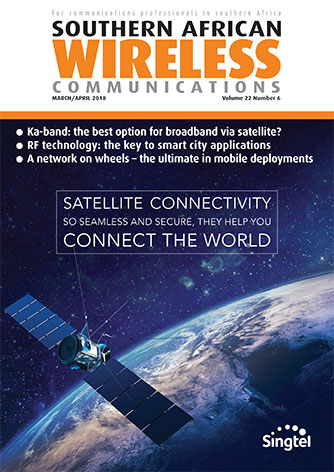 For communications professionals in southern Africa
SOUTHERN AFRICAN
WIRELESS
COMMUNICATIONS
MARCH/APRIL 2018 Volume 22 Number 6
● Ka-band: the best option for broadband via satellite?
● RF technology: the key to smart city applications
● A network on wheels – the ultimate in mobile deployments
SATELLITE CONNECTIVITY
SO SEAMLESS AND SECURE, THEY HELP YOU
CONNECT THE WORLD
Singtel